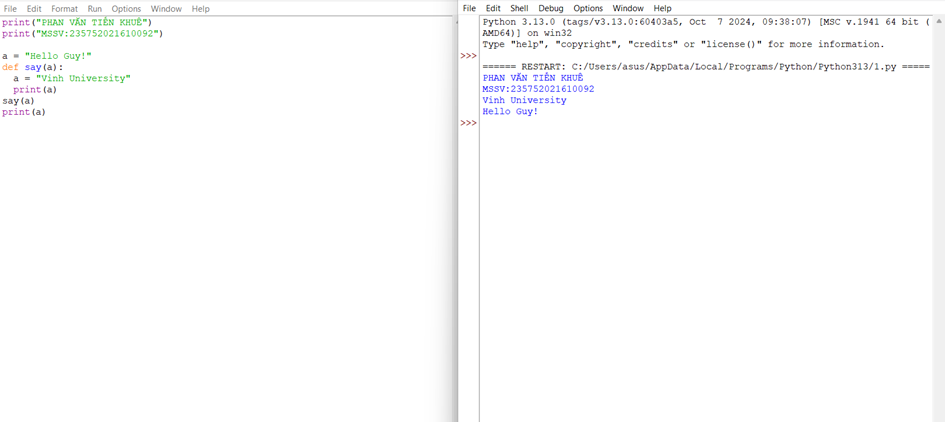 File Edit Format Run Options Window Help
print("PHAN VĂN TIẾN KHUÊ")
print("MSSV:235752021610092")
a = "Hello Guy!"
def say(a):
  a = "Vinh University"
  print(a)
say(a)
print(a)
File Edit Shell Debug Options Window Help
Python 3.13.0 (tags/v3.13.0:60403a5, Oct  7 2024, 09:38:07) [MSC v.1941 64 bit (
AMD64)] on win32
Type "help", "copyright", "credits" or "license()" for more information.
>>>
====== RESTART: C:/Users/asus/AppData/Local/Programs/Python/Python313/1.py =====
PHAN VĂN TIẾN KHUÊ
MSSV:235752021610092
Vinh University
Hello Guy!
>>>